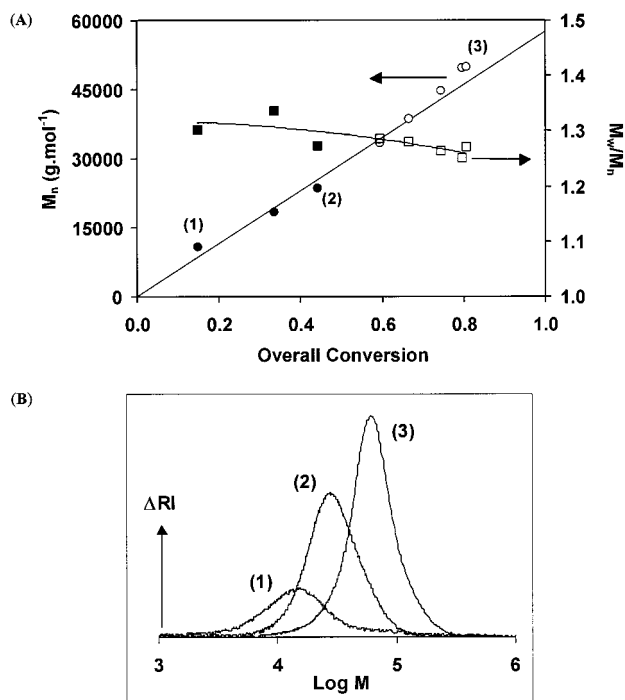 (A)
60000
45000
30000
15000
0
Mn (g.mol-1)
1.5
1.4
1.3
1.2
1.1
1.0
Mw/Mn
(1)
(2)
(3)
0.0 0.2 0.4 0.6 0.8 1.0
Overall Conversion
(B)
ΔRI
(1)
(2)
(3)
3 4 5 6
Log M